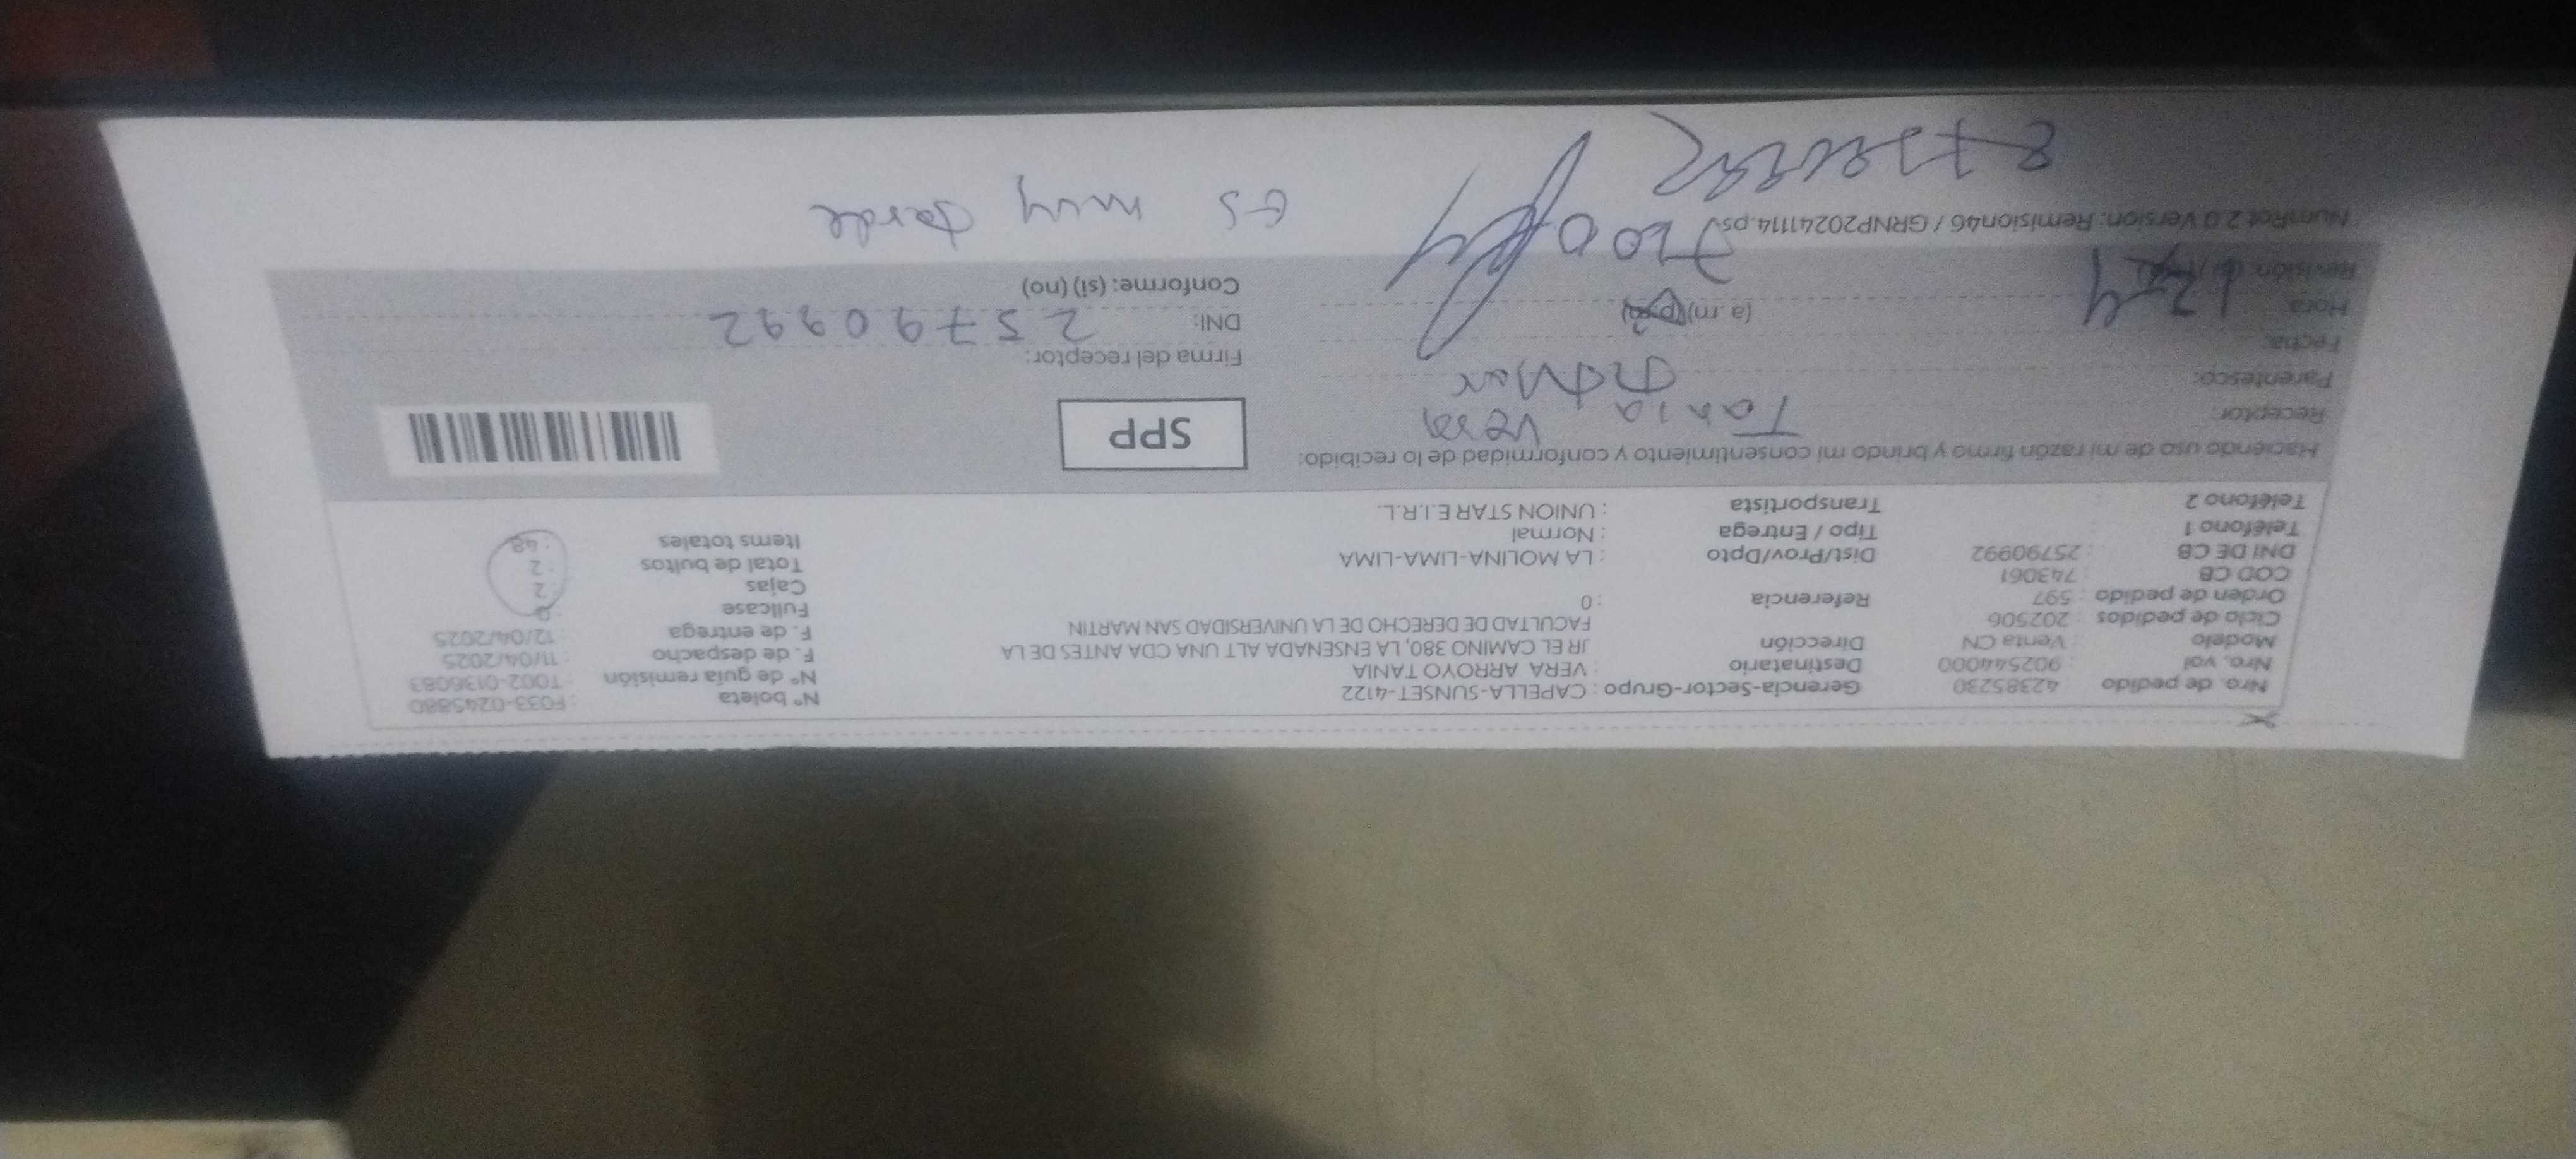 Nro. de pedido : 42385230
Nro. vol : 902544000
Modelo : Venta CN
Ciclo de pedidos : 202506
Orden de pedido : 597
COD CB : 743061
DNI DE CB : 25790992
Teléfono 1 :
Teléfono 2 :
Gerencia-Sector-Grupo : CAPELLA-SUNSET-4122
Destinatario : VERA ARROYO TANIA
Dirección JR EL CAMINO 380, LA ENSENADA ALT UNA CDA ANTES DE LA
FACULTAD DE DERECHO DE LA UNIVERSIDAD SAN MARTIN
Referencia : 0
Dist/Prov/Dpto : LA MOLINA-LIMA-LIMA
Tipo / Entrega : Normal
Transportista : UNION STAR E.I.R.L.
N° boleta : F033-0245880
N° de guía remisión : T002-0136083
F. de despacho : 11/04/2025
F. de entrega : 12/04/2025
Fullcase : 0
Cajas : 2
Total de bultos : 2
Items totales : 48
Haciendo uso de mi razón firmo y brindo mi consentimiento y conformidad de lo recibido:
Receptor: Tania Vera
Parentesco:
Fecha:
Hora: (a.m) (p.m)
Revisión:
SPP
Firma del receptor:
DNI: 25790992
Conforme: (si) (no)
NumRot 2.0 Version: Remision46 / GRNP20241114.psv
es muy tarde